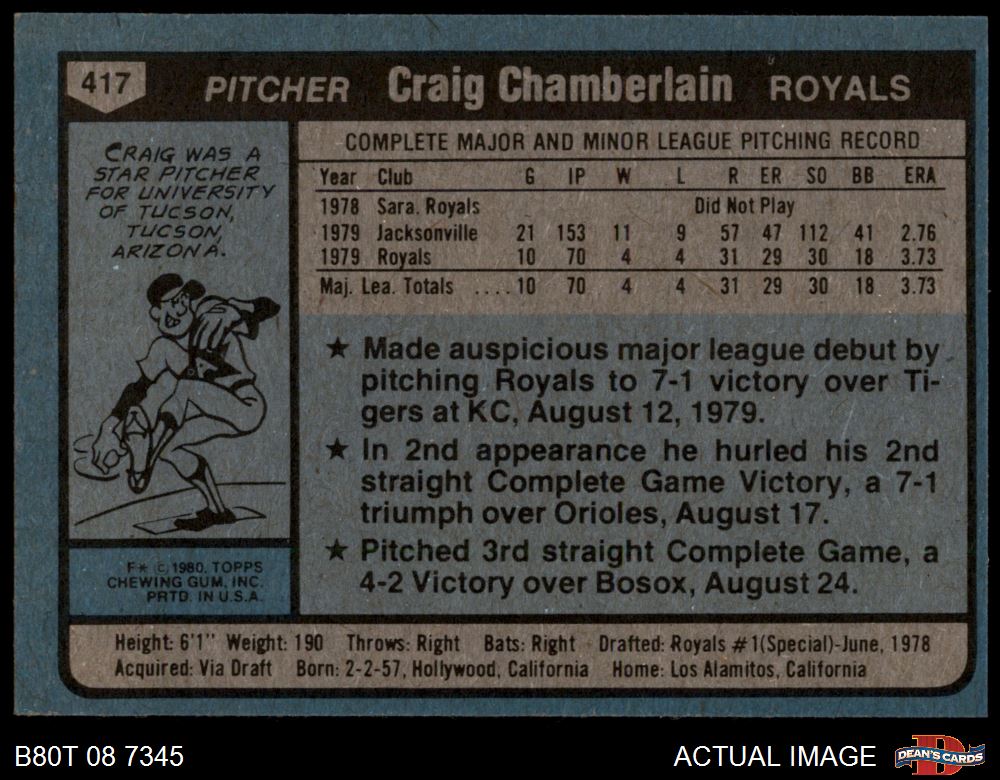 417 PITCHER Craig Chamberlain ROYALS
CRAIG WAS A
STAR PITCHER
FOR UNIVERSITY
OF TUCSON,
TUCSON,
ARIZONA.
F✶ © 1980 TOPPS
CHEWING GUM, INC.
PRTD. IN U.S.A.
COMPLETE MAJOR AND MINOR LEAGUE PITCHING RECORD
Year Club G IP W L R ER SO BB ERA
1978 Sara. Royals Did Not Play
1979 Jacksonville 21 153 11 9 57 47 112 41 2.76
1979 Royals 10 70 4 4 31 29 30 18 3.73
Maj. Lea. Totals ....10 70 4 4 31 29 30 18 3.73
★ Made auspicious major league debut by
pitching Royals to 7-1 victory over Ti-
gers at KC, August 12, 1979.
★ In 2nd appearance he hurled his 2nd
straight Complete Game Victory, a 7-1
triumph over Orioles, August 17.
★ Pitched 3rd straight Complete Game, a
4-2 Victory over Bosox, August 24.
Height: 6'1" Weight: 190 Throws: Right Bats: Right Drafted: Royals #1(Special)-June, 1978
Acquired: Via Draft Born: 2-2-57, Hollywood, California Home: Los Alamitos, California
B80T 08 7345 ACTUAL IMAGE
DEAN'S CARDS